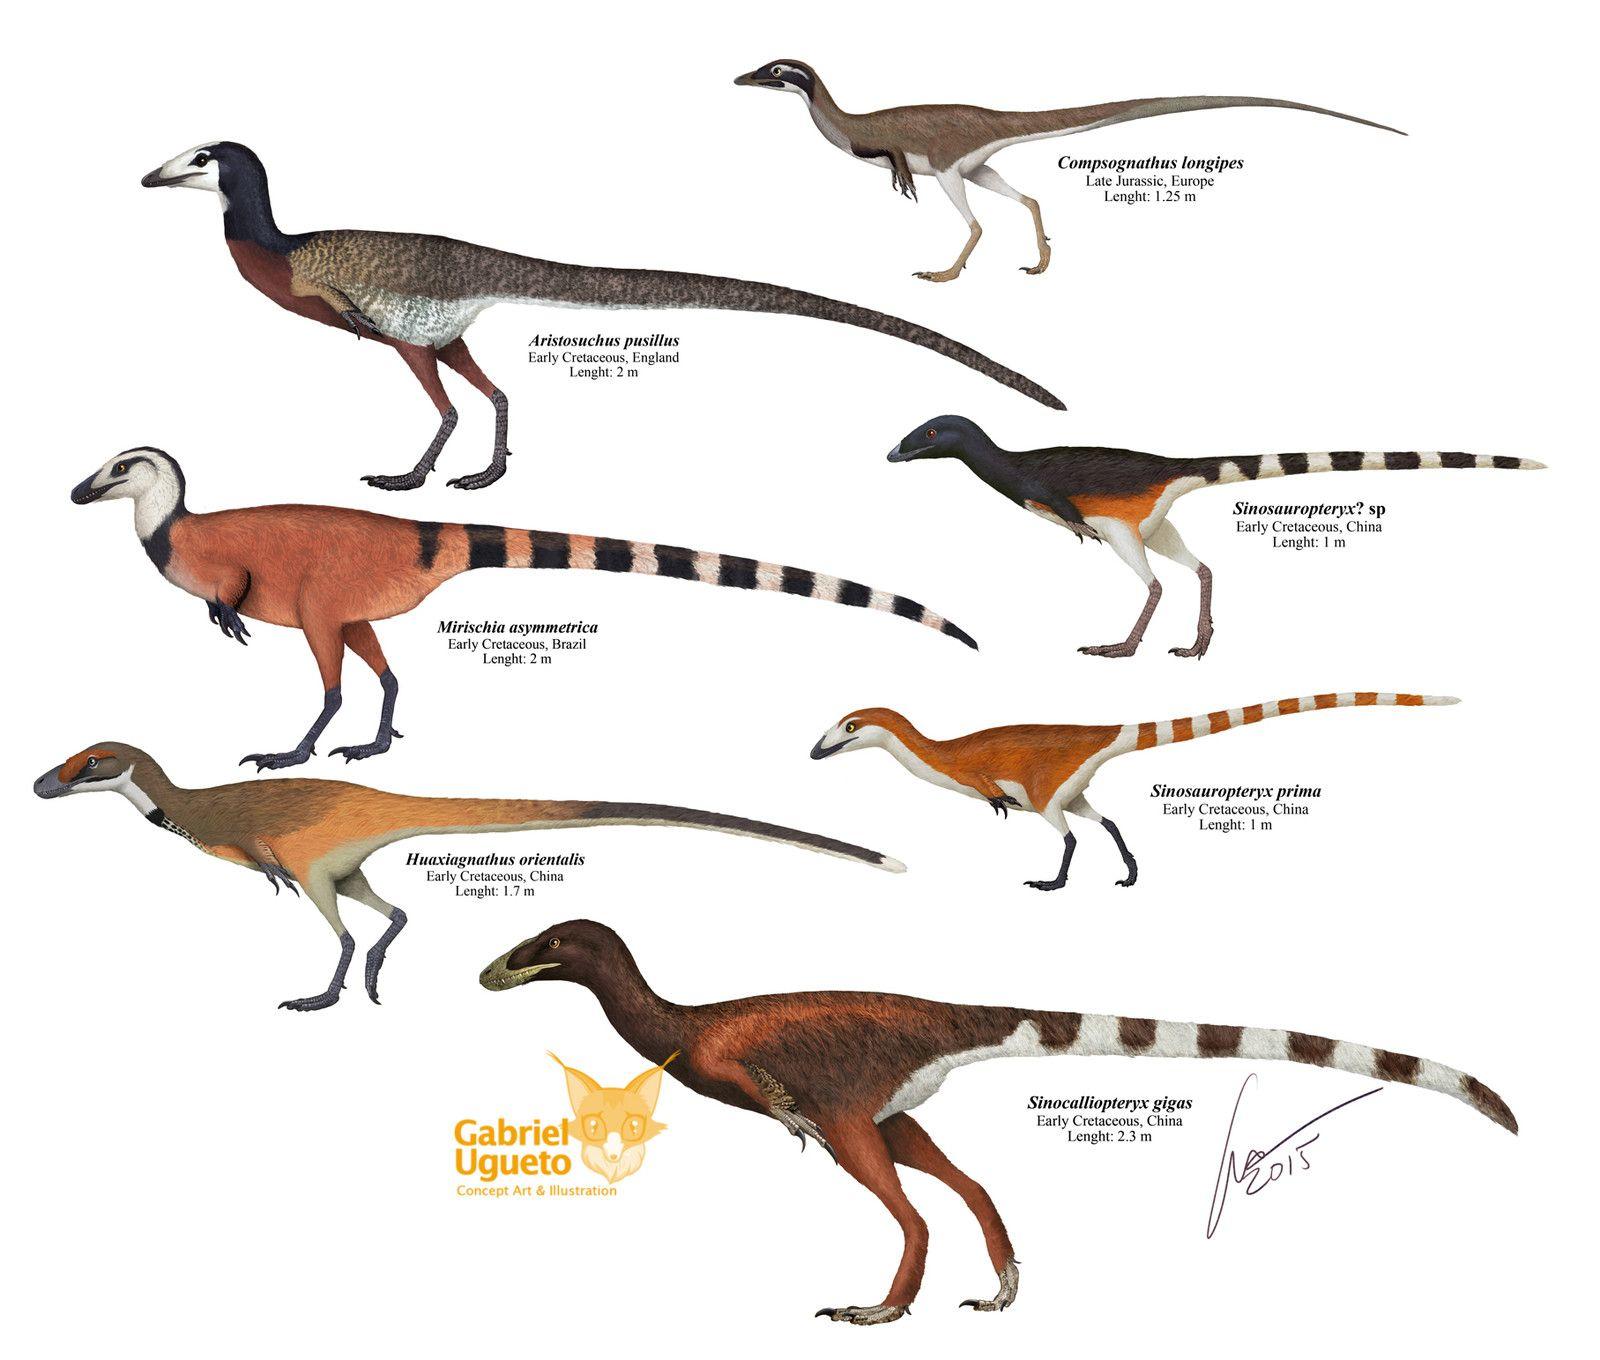 Compsognathus longipes
Late Jurassic, Europe
Lenght: 1.25 m
Aristosuchus pusillus
Early Cretaceous, England
Lenght: 2 m
Sinosauropteryx? sp
Early Cretaceous, China
Lenght: 1 m
Mirischia asymmetrica
Early Cretaceous, Brazil
Lenght: 2 m
Sinosauropteryx prima
Early Cretaceous, China
Lenght: 1 m
Huaxiagnathus orientalis
Early Cretaceous, China
Lenght: 1.7 m
Sinocalliopteryx gigas
Early Cretaceous, China
Lenght: 2.3 m
Gabriel
Ugueto
Concept Art & Illustration
2015